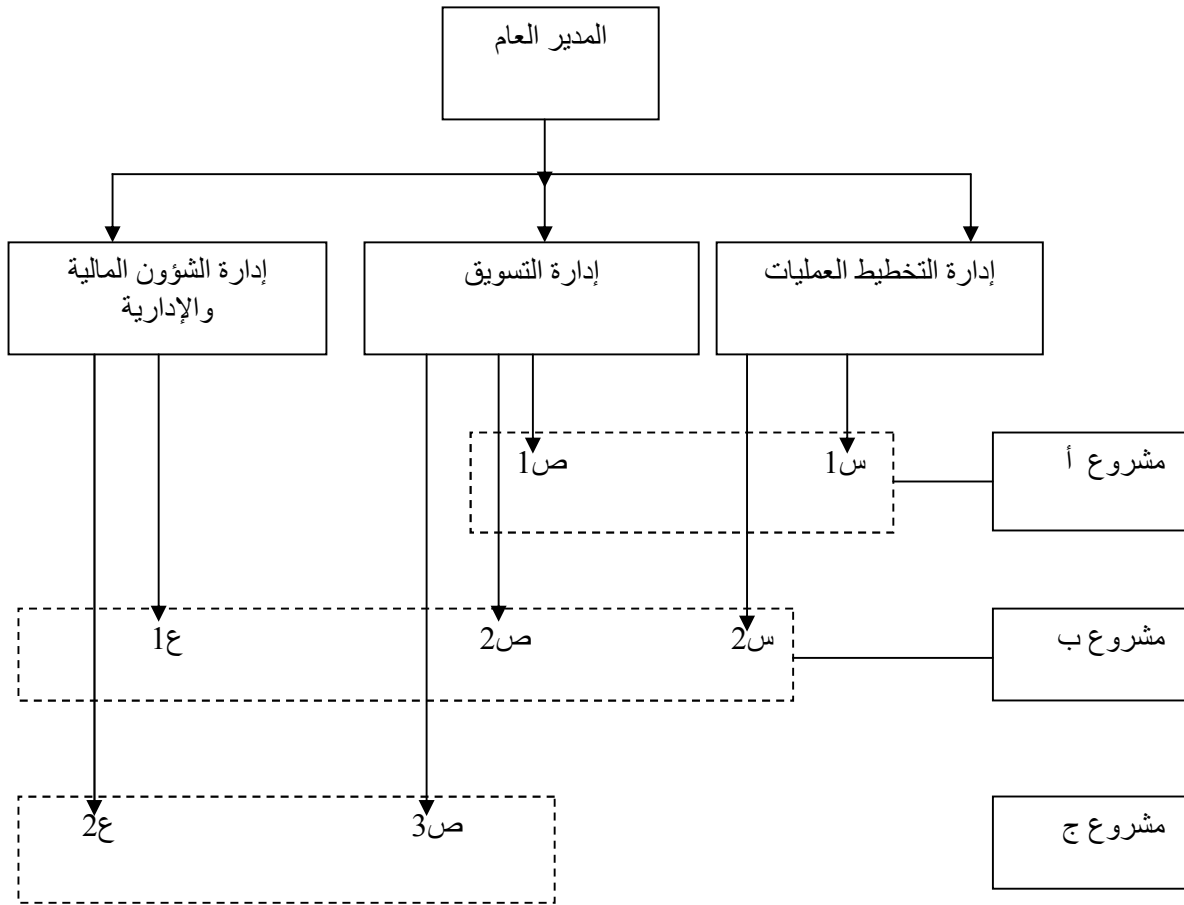 المدير العام
إدارة التخطيط العمليات
إدارة التسويق
إدارة الشؤون المالية
والإدارية
مشروع أ
س1
ص1
مشروع ب
س2
ص2
ع1
مشروع ج
ص3
ع2